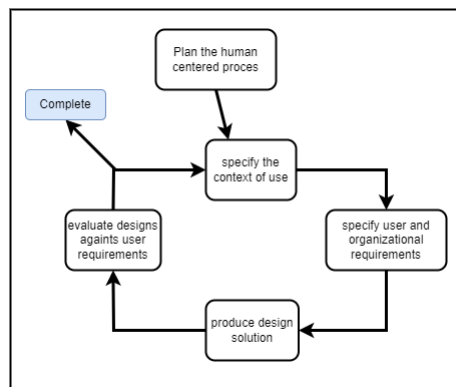 Plan the human
centered proces
Complete
specify the
context of use
evaluate designs
againts user
requirements
specify user and
organizational
requirements
produce design
solution